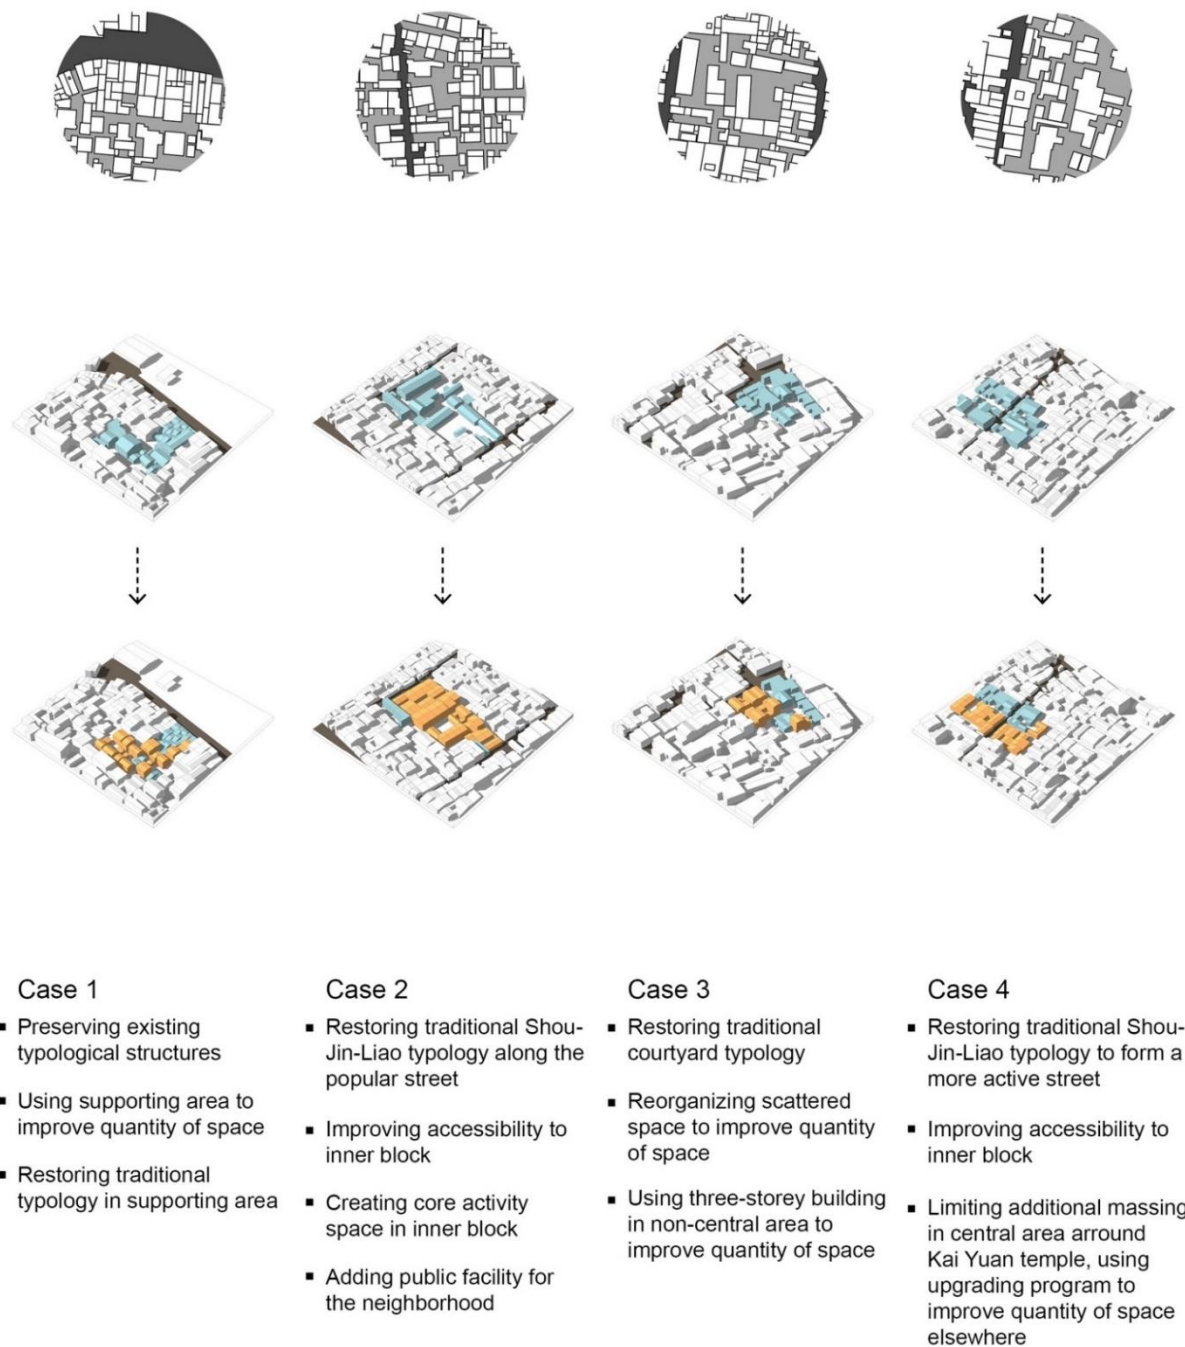 Case 1
▪ Preserving existing
typological structures
▪ Using supporting area to
improve quantity of space
▪ Restoring traditional
typology in supporting area
Case 2
▪ Restoring traditional Shou-
Jin-Liao typology along the
popular street
▪ Improving accessibility to
inner block
▪ Creating core activity
space in inner block
▪ Adding public facility for
the neighborhood
Case 3
▪ Restoring traditional
courtyard typology
▪ Reorganizing scattered
space to improve quantity
of space
▪ Using three-storey building
in non-central area to
improve quantity of space
Case 4
▪ Restoring traditional Shou-
Jin-Liao typology to form a
more active street
▪ Improving accessibility to
inner block
▪ Limiting additional massing
in central area arround
Kai Yuan temple, using
upgrading program to
improve quantity of space
elsewhere